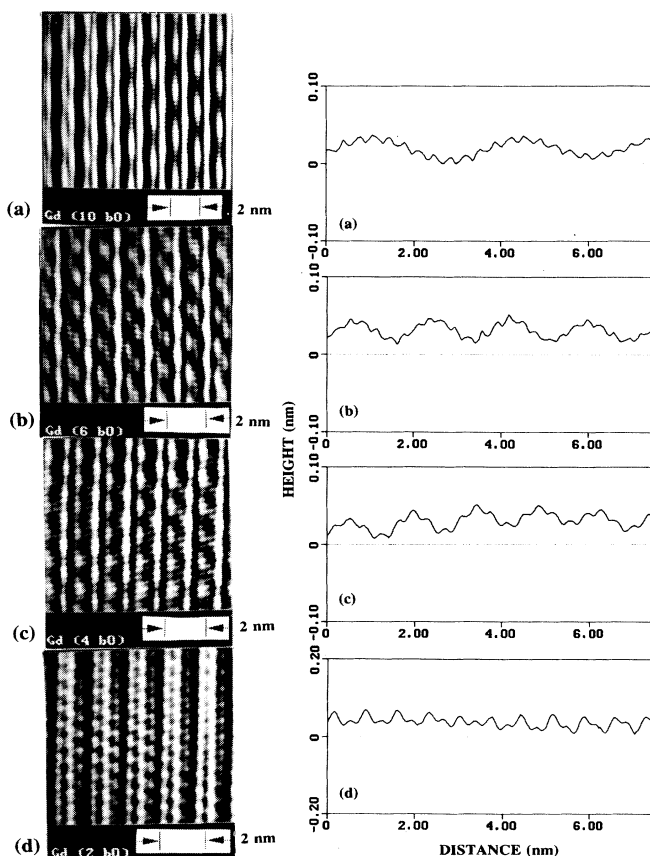 (a)
Gd (10 b0)
2 nm
(b)
Gd (6 b0)
2 nm
(c)
Gd (4 b0)
2 nm
(d)
Gd (2 b0)
2 nm
HEIGHT (nm)
0.10
0
-0.10
(a)
0 2.00 4.00 6.00
0.10
0
-0.10
(b)
0 2.00 4.00 6.00
0.10
0
-0.10
(c)
0 2.00 4.00 6.00
0.20
0
-0.20
(d)
0 2.00 4.00 6.00
DISTANCE (nm)